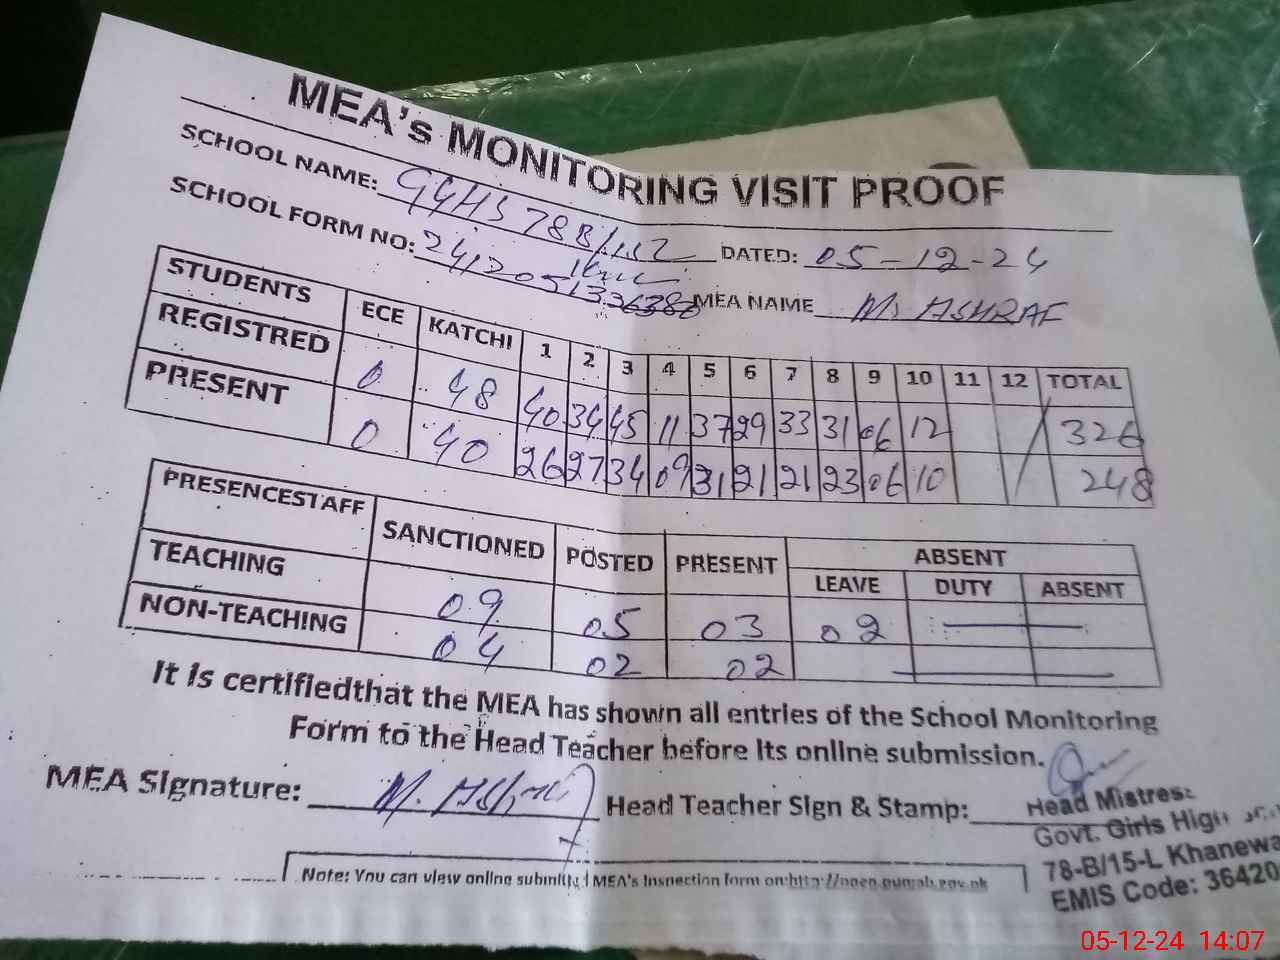 MEA's MONITORING VISIT PROOF
SCHOOL NAME: GGHS 78B/15L DATED: 05-12-24
SCHOOL FORM NO: MEA NAME M. ASHRAF
STUDENTS ECE KATCHI 1 2 3 4 5 6 7 8 9 10 11 12 TOTAL
REGISTRED 0 48 40 34 45 11 37 29 33 31 06 12 326
PRESENT 0 40 26 27 34 09 31 21 21 23 06 10 248
PRESENCESTAFF SANCTIONED POSTED PRESENT ABSENT
LEAVE DUTY ABSENT
TEACHING 09 05 03 02
NON-TEACHING 04 02 02
It is certifiedthat the MEA has shown all entries of the School Monitoring
Form to the Head Teacher before its online submission.
MEA Signature: M. Ashraf Head Teacher Sign & Stamp:
Head Mistres
Govt. Girls High
78-B/15-L Khanewa
EMIS Code: 36420
Note: You can view online submit MEA's Inspection form on:
05-12-24 14:07